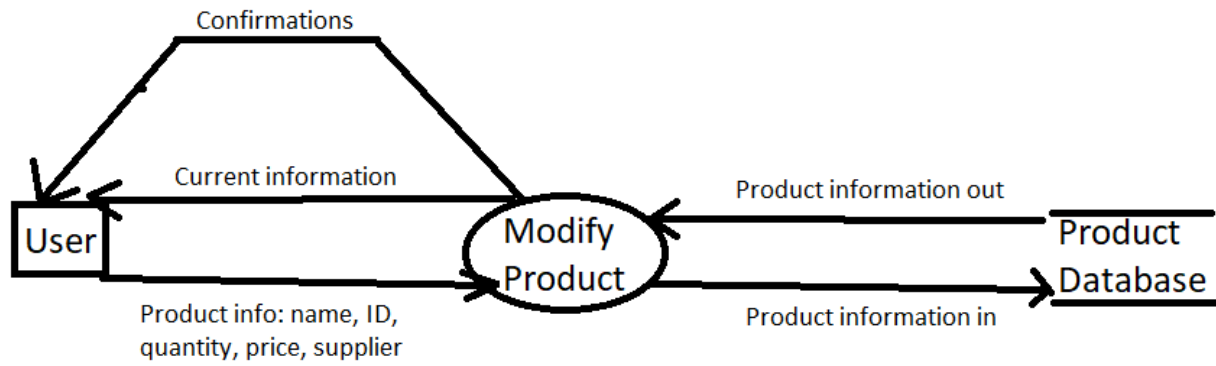 Confirmations
Current information
Product information out
User
Modify
Product
Product
Database
Product info: name, ID,
quantity, price, supplier
Product information in